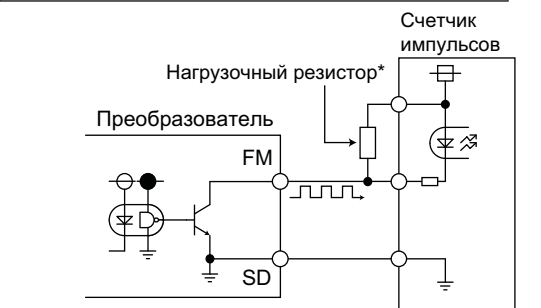 Счетчик
импульсов
Нагрузочный резистор*
Преобразователь
FM
SD